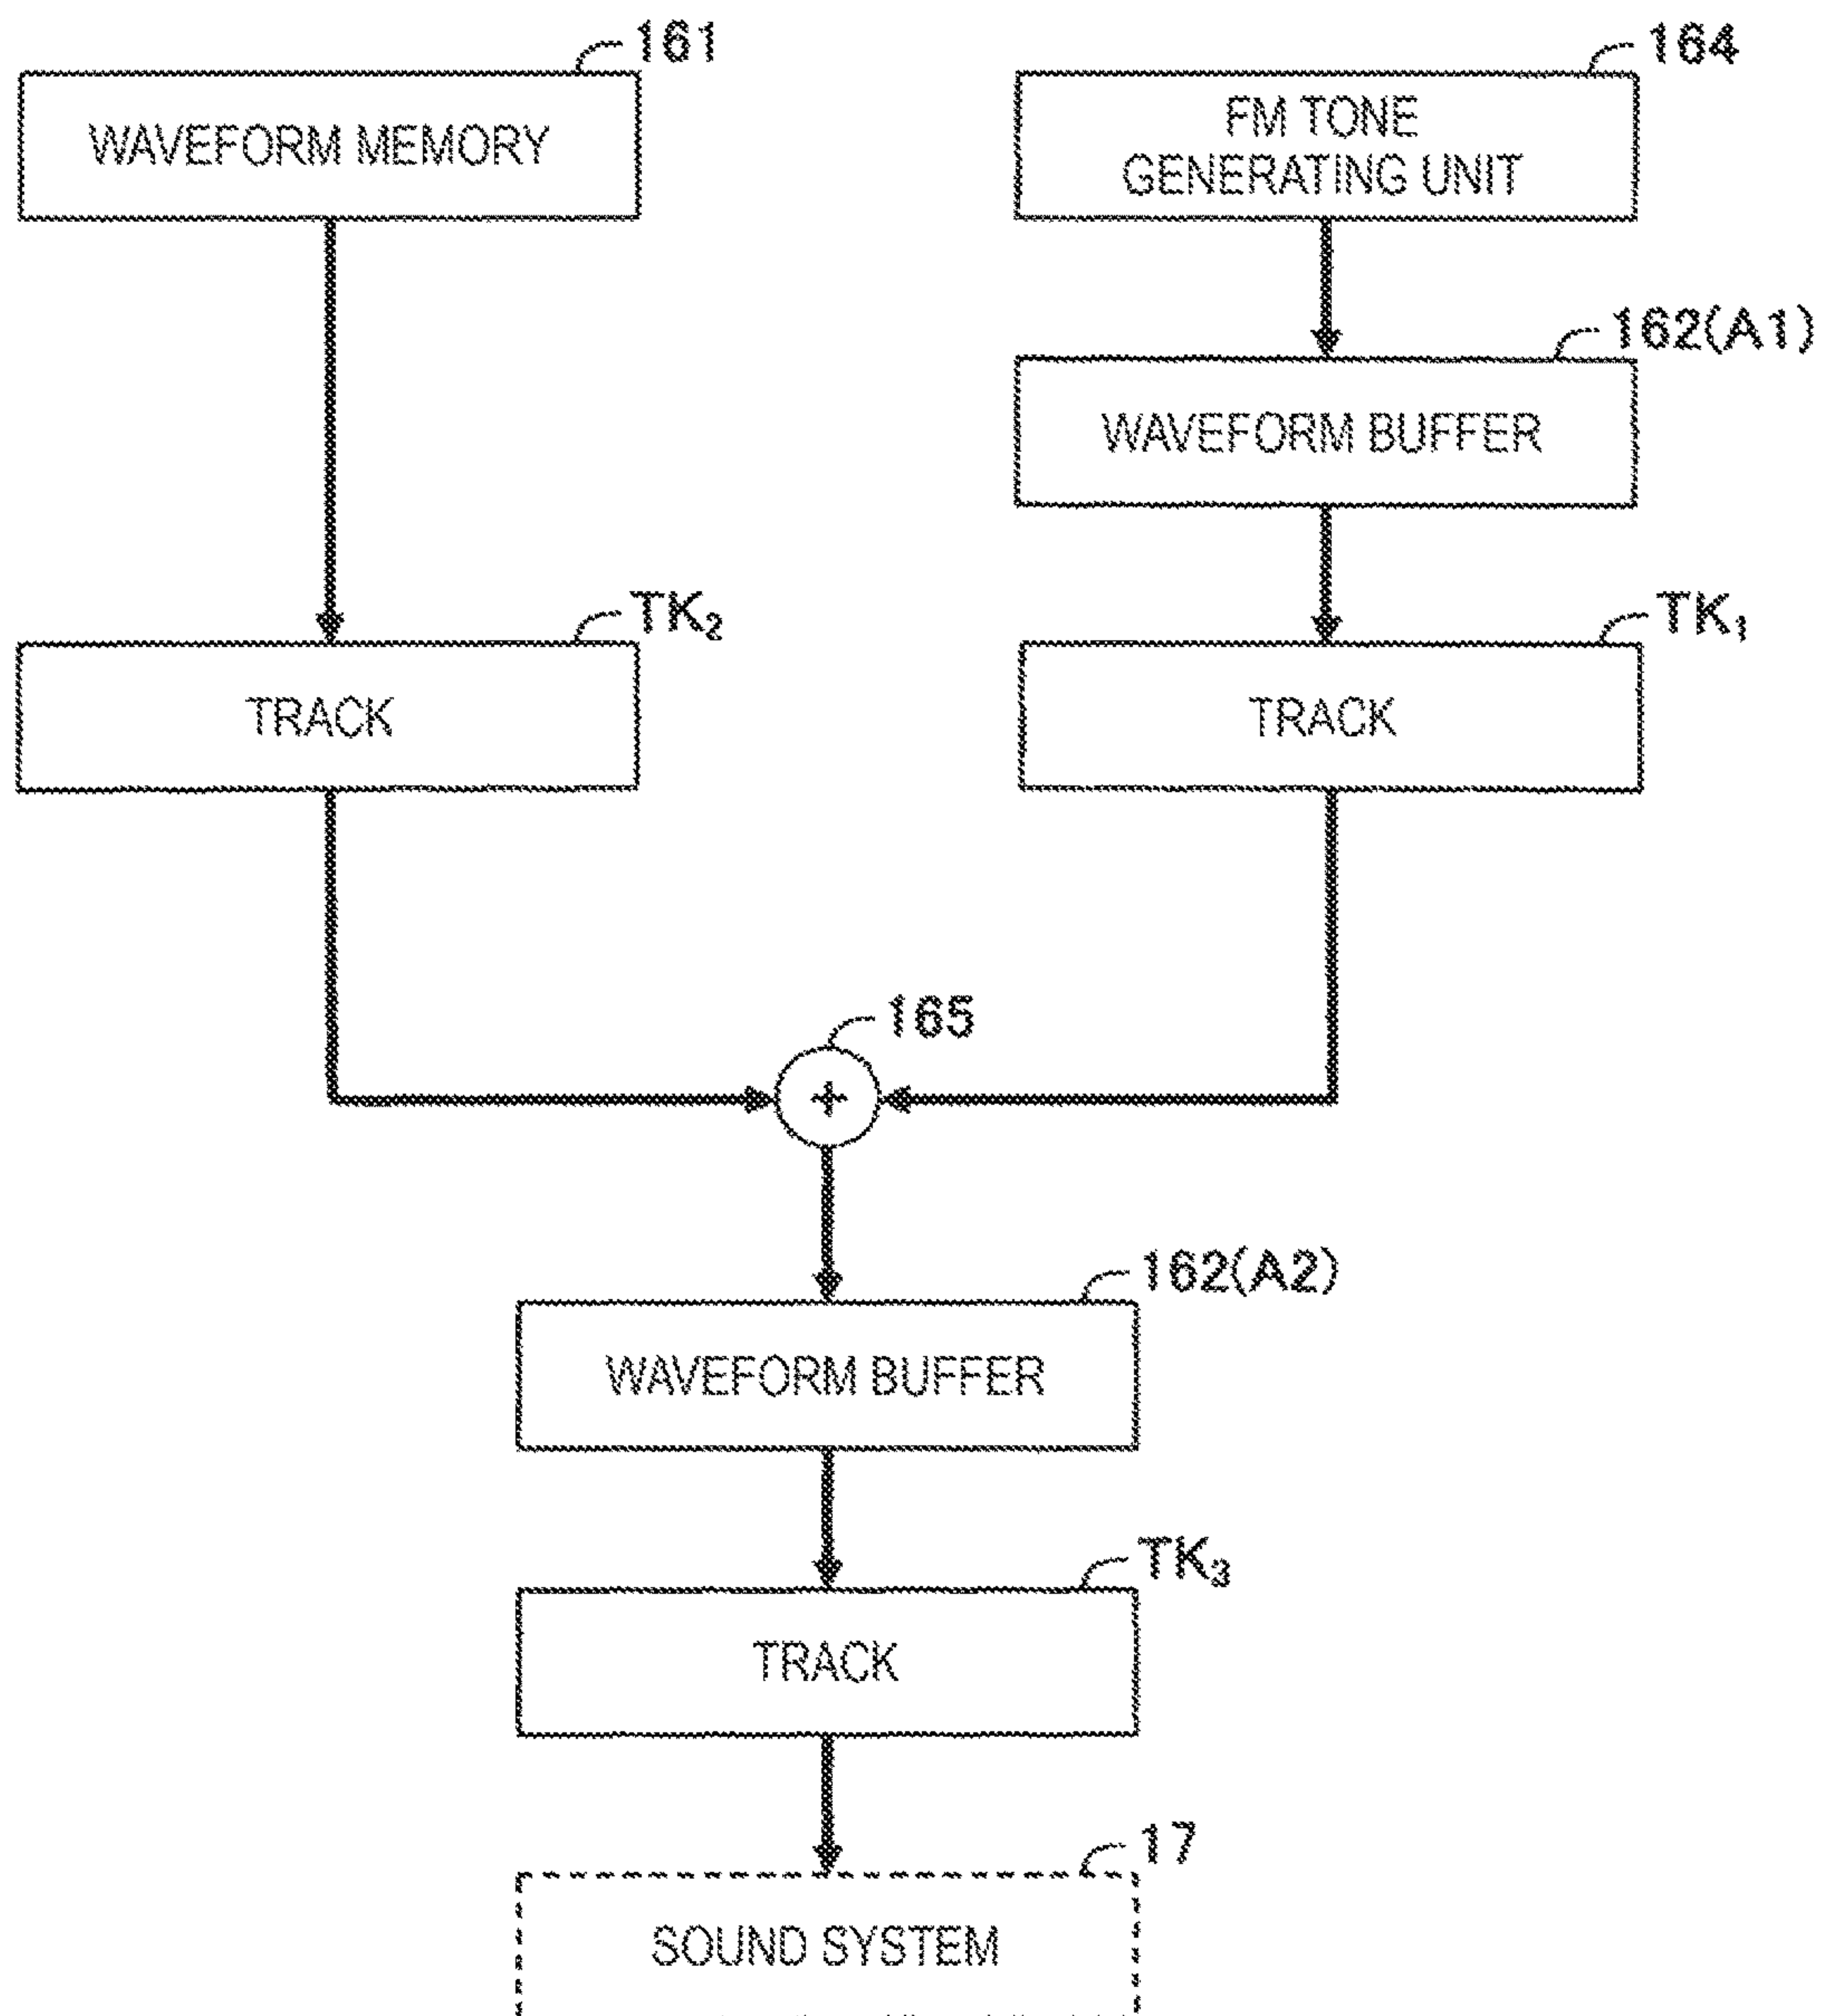 161
WAVEFORM MEMORY
164
FM TONE
GENERATING UNIT
162(A1)
WAVEFORM BUFFER
TK₂
TRACK
TK₁
TRACK
165
+
162(A2)
WAVEFORM BUFFER
TK₃
TRACK
17
SOUND SYSTEM